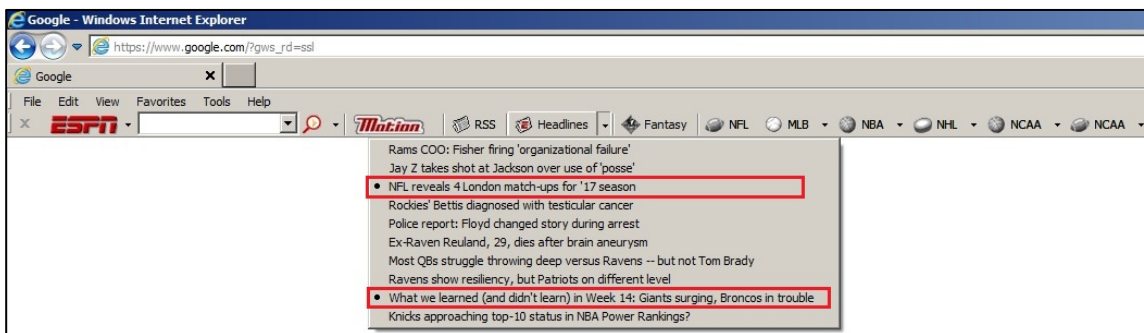 Google - Windows Internet Explorer
https://www.google.com/?gws_rd=ssl
Google
File Edit View Favorites Tools Help
ESPN Motion RSS Headlines Fantasy NFL MLB NBA NHL NCAA NCAA
Rams COO: Fisher firing 'organizational failure'
Jay Z takes shot at Jackson over use of 'posse'
NFL reveals 4 London match-ups for '17 season
Rockies' Bettis diagnosed with testicular cancer
Police report: Floyd changed story during arrest
Ex-Raven Reuland, 29, dies after brain aneurysm
Most QBs struggle throwing deep versus Ravens -- but not Tom Brady
Ravens show resiliency, but Patriots on different level
What we learned (and didn't learn) in Week 14: Giants surging, Broncos in trouble
Knicks approaching top-10 status in NBA Power Rankings?